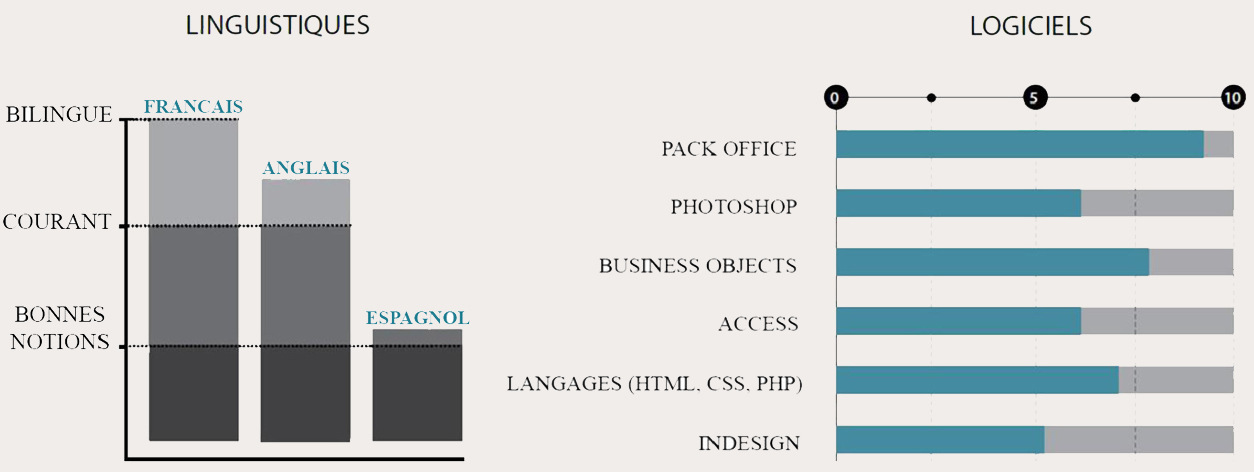 LINGUISTIQUES
BILINGUE
FRANCAIS
ANGLAIS
COURANT
ESPAGNOL
BONNES
NOTIONS
LOGICIELS
0 5 10
PACK OFFICE
PHOTOSHOP
BUSINESS OBJECTS
ACCESS
LANGAGES (HTML, CSS, PHP)
INDESIGN